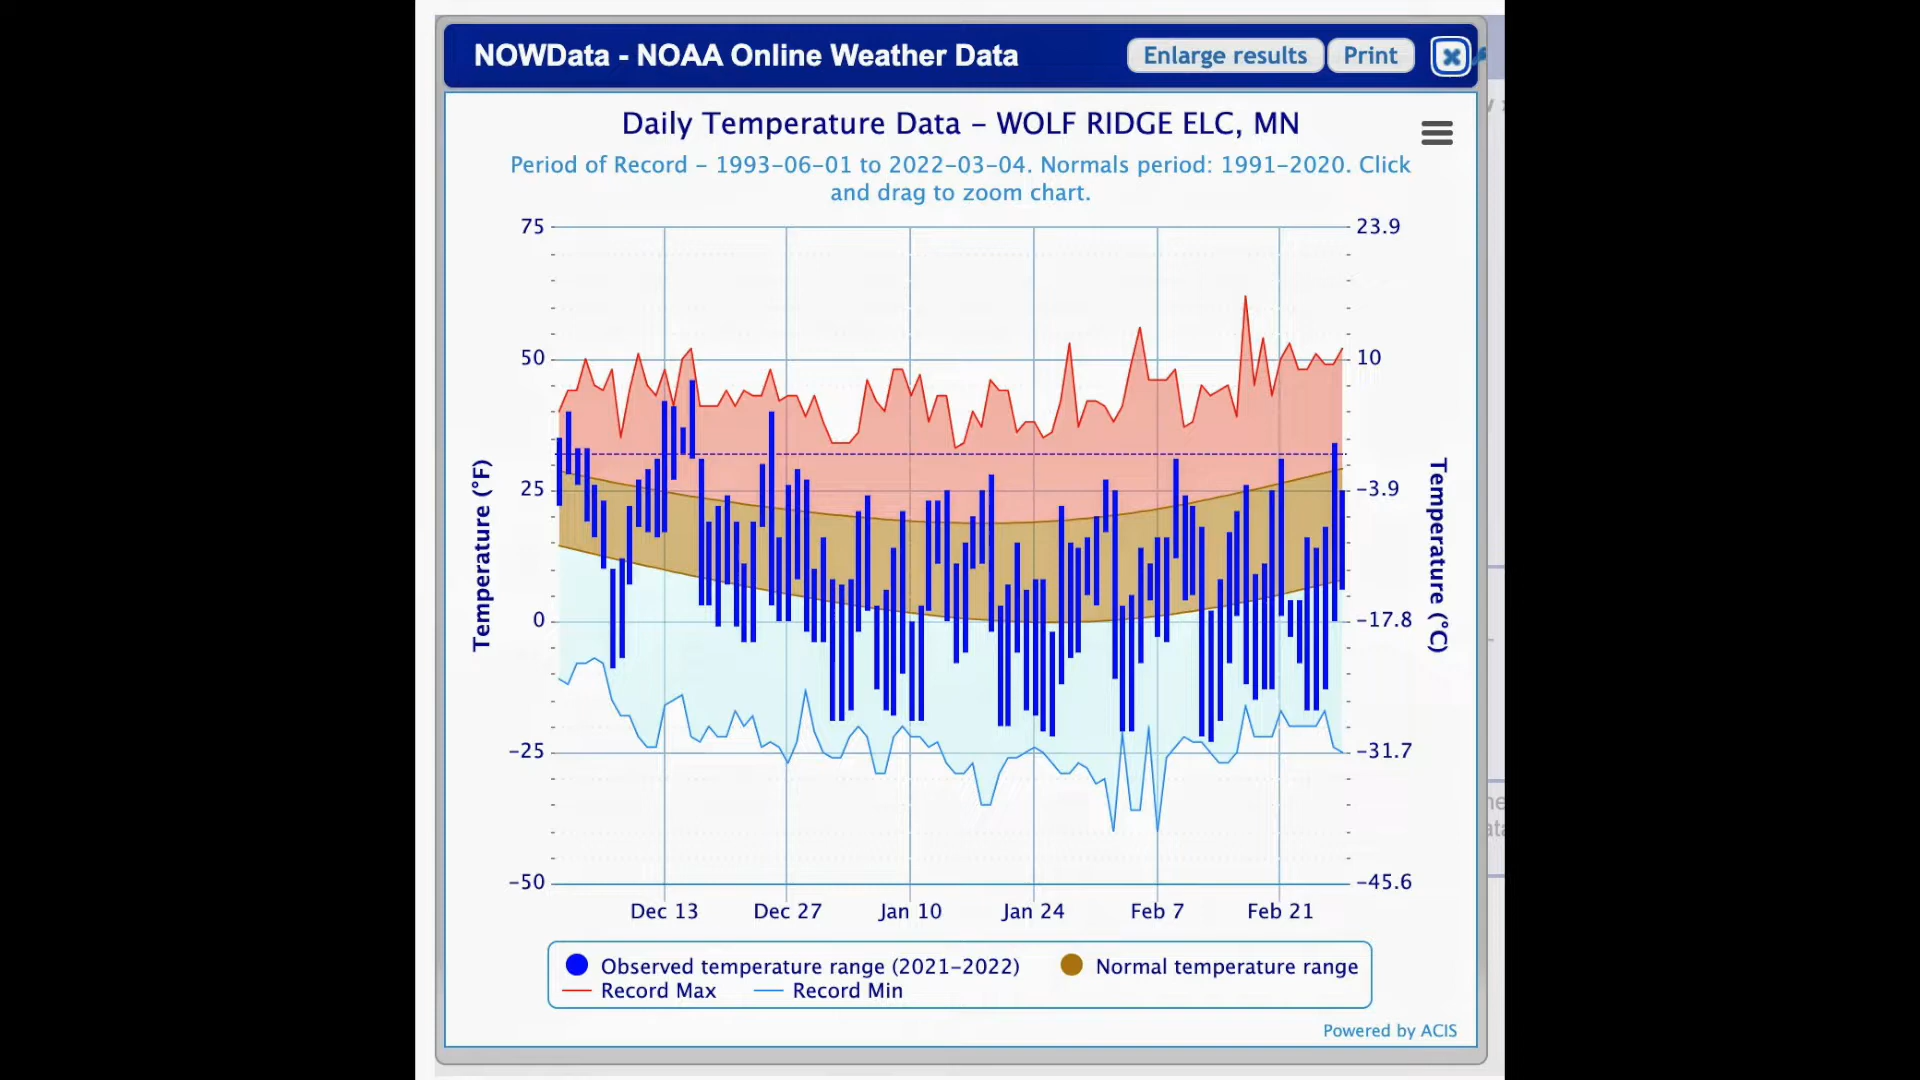 NOWData - NOAA Online Weather Data
Enlarge results
Print
Daily Temperature Data – WOLF RIDGE ELC, MN
Period of Record – 1993–06–01 to 2022–03–04. Normals period: 1991–2020. Click
and drag to zoom chart.
75
50
25
0
−25
−50
Temperature (°F)
23.9
10
−3.9
−17.8
−31.7
−45.6
Temperature (°C)
Dec 13
Dec 27
Jan 10
Jan 24
Feb 7
Feb 21
Observed temperature range (2021–2022)
Normal temperature range
Record Max
Record Min
Powered by ACIS